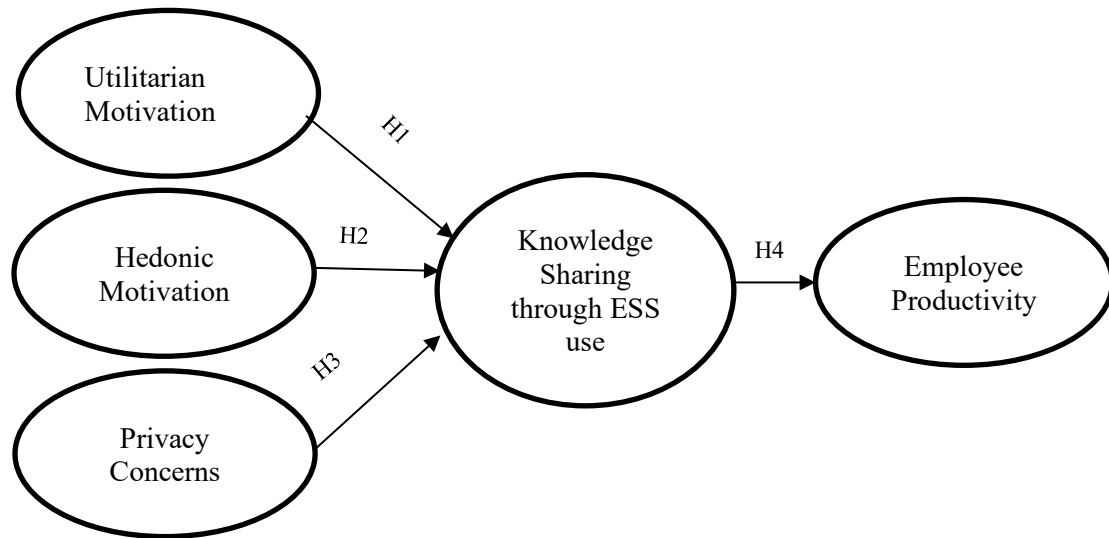 Utilitarian
Motivation
H1
Hedonic
Motivation
H2
Privacy
Concerns
H3
Knowledge
Sharing
through ESS
use
H4
Employee
Productivity